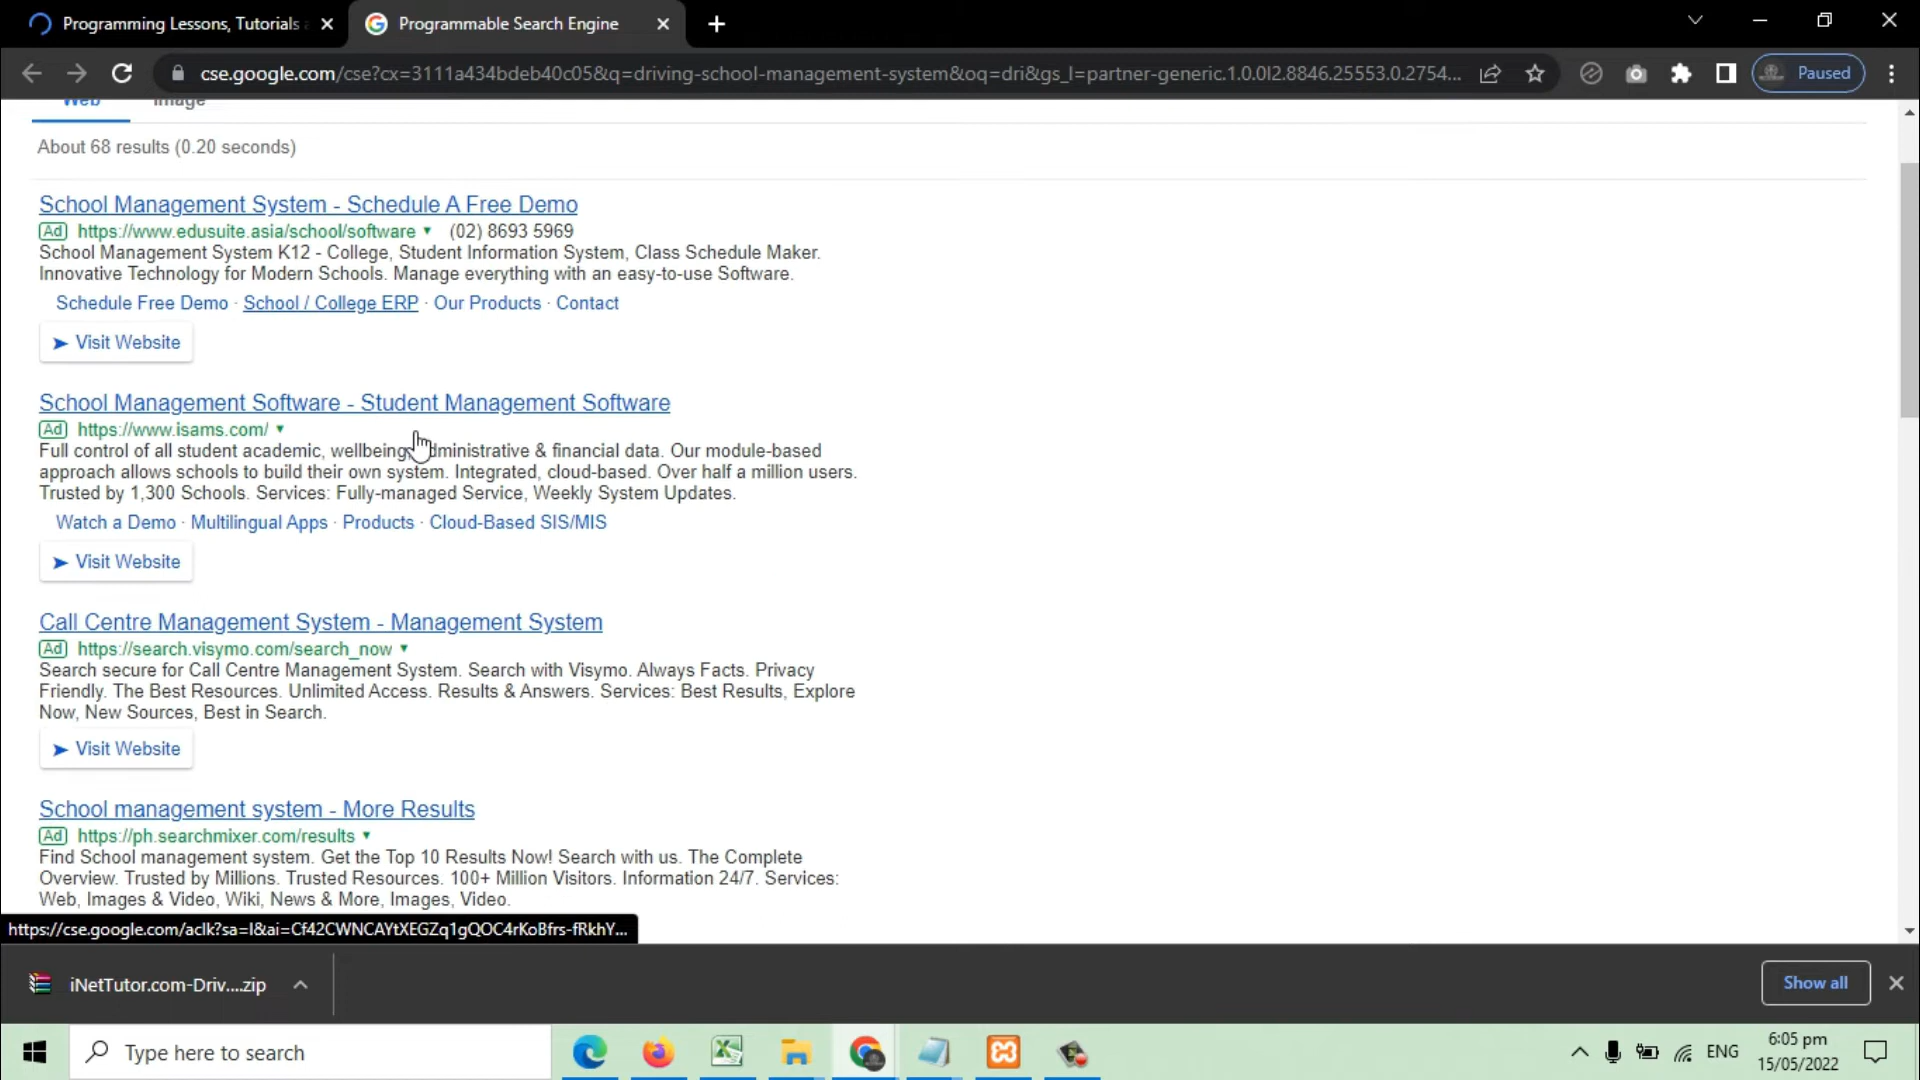 Programming Lessons, Tutorials
Programmable Search Engine
cse.google.com/cse?cx=3111a434bdeb40c05&q=driving-school-management-system&oq=dri&gs_l=partner-generic.1.0.0l2.8846.25553.0.2754...
Paused
Web Image
About 68 results (0.20 seconds)
School Management System - Schedule A Free Demo
Ad https://www.edusuite.asia/school/software (02) 8693 5969
School Management System K12 - College, Student Information System, Class Schedule Maker.
Innovative Technology for Modern Schools. Manage everything with an easy-to-use Software.
Schedule Free Demo · School / College ERP · Our Products · Contact
Visit Website
School Management Software - Student Management Software
Ad https://www.isams.com/
Full control of all student academic, wellbeing, administrative & financial data. Our module-based
approach allows schools to build their own system. Integrated, cloud-based. Over half a million users.
Trusted by 1,300 Schools. Services: Fully-managed Service, Weekly System Updates.
Watch a Demo · Multilingual Apps · Products · Cloud-Based SIS/MIS
Visit Website
Call Centre Management System - Management System
Ad https://search.visymo.com/search_now
Search secure for Call Centre Management System. Search with Visymo. Always Facts. Privacy
Friendly. The Best Resources. Unlimited Access. Results & Answers. Services: Best Results, Explore
Now, New Sources, Best in Search.
Visit Website
School management system - More Results
Ad https://ph.searchmixer.com/results
Find School management system. Get the Top 10 Results Now! Search with us. The Complete
Overview. Trusted by Millions. Trusted Resources. 100+ Million Visitors. Information 24/7. Services:
Web, Images & Video, Wiki, News & More, Images, Video.
https://cse.google.com/aclk?sa=l&ai=Cf42CWNCAYtXEGZq1gQOC4rKoBfrs-fRkhY...
iNetTutor.com-Driv....zip
Show all
Type here to search
ENG
6:05 pm
15/05/2022